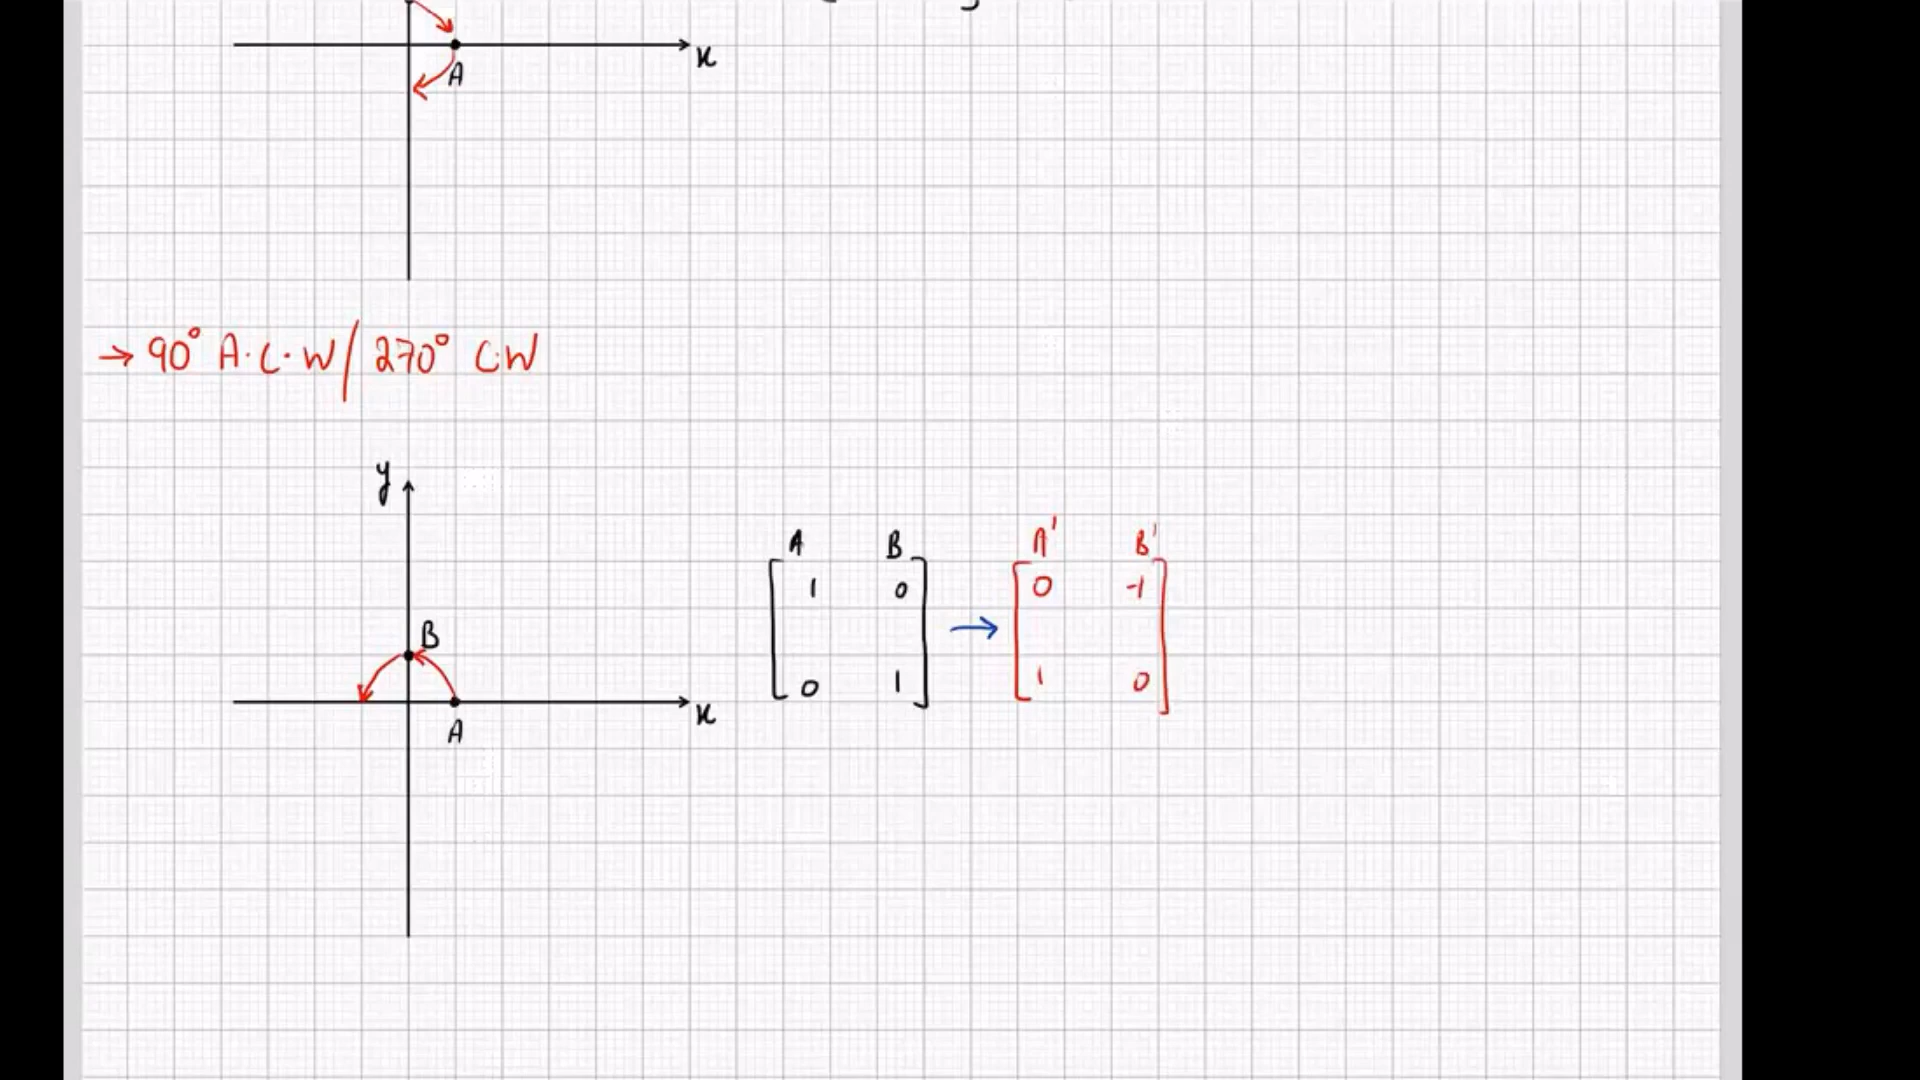 x
A
→ 90° A.C.W/ 270° CW
y
A B A' B'
1 0 0 -1
B
→
0 1 1 0
x
A